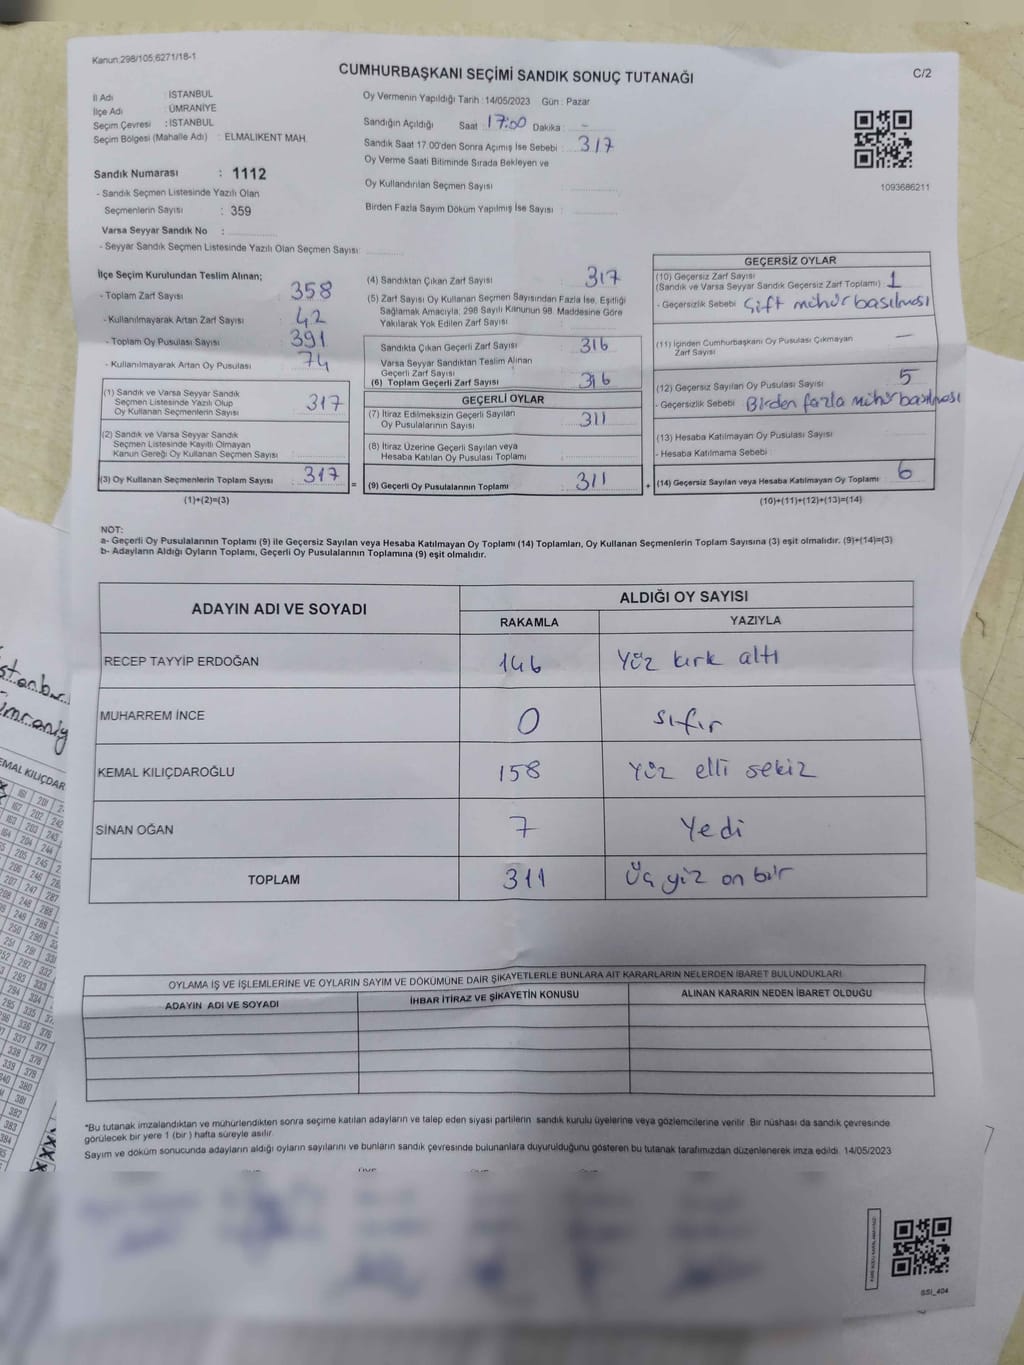 Kanun.298/105,6271/18-1
CUMHURBAŞKANI SEÇİMİ SANDIK SONUÇ TUTANAĞI
C/2
İl Adı : İSTANBUL
İlçe Adı : ÜMRANİYE
Seçim Çevresi : İSTANBUL
Seçim Bölgesi (Mahalle Adı) : ELMALIKENT MAH.
Sandık Numarası : 1112
- Sandık Seçmen Listesinde Yazılı Olan
Seçmenlerin Sayısı : 359
Varsa Seyyar Sandık No :
- Seyyar Sandık Seçmen Listesinde Yazılı Olan Seçmen Sayısı:
Oy Vermenin Yapıldığı Tarih : 14/05/2023 Gün : Pazar
Sandığın Açıldığı Saat : 17:00 Dakika : -
Sandık Saat 17.00'den Sonra Açımış İse Sebebi : 317
Oy Verme Saati Bitiminde Sırada Bekleyen ve
Oy Kullandırılan Seçmen Sayısı :
Birden Fazla Sayım Döküm Yapılmış İse Sayısı :
1093686211
İlçe Seçim Kurulundan Teslim Alınan;
- Toplam Zarf Sayısı : 358
- Kullanılmayarak Artan Zarf Sayısı : 42
- Toplam Oy Pusulası Sayısı : 391
- Kullanılmayarak Artan Oy Pusulası : 74
(1) Sandık ve Varsa Seyyar Sandık
Seçmen Listesinde Yazılı Olup
Oy Kullanan Seçmenlerin Sayısı : 317
(2) Sandık ve Varsa Seyyar Sandık
Seçmen Listesinde Kayıtlı Olmayan
Kanun Gereği Oy Kullanan Seçmen Sayısı :
(3) Oy Kullanan Seçmenlerin Toplam Sayısı : 317 =
(1)+(2)=(3)
(4) Sandıktan Çıkan Zarf Sayısı : 317
(5) Zarf Sayısı Oy Kullanan Seçmen Sayısından Fazla İse, Eşitliği
Sağlamak Amacıyla, 298 Sayılı Kanunun 98. Maddesine Göre
Yakılarak Yok Edilen Zarf Sayısı :
Sandıkta Çıkan Geçerli Zarf Sayısı : 316
Varsa Seyyar Sandıktan Teslim Alınan
Geçerli Zarf Sayısı :
(6) Toplam Geçerli Zarf Sayısı : 316
GEÇERLİ OYLAR
(7) İtiraz Edilmeksizin Geçerli Sayılan
Oy Pusulalarının Sayısı : 311
(8) İtiraz Üzerine Geçerli Sayılan veya
Hesaba Katılan Oy Pusulası Toplamı :
(9) Geçerli Oy Pusulalarının Toplamı : 311 +
GEÇERSİZ OYLAR
(10) Geçersiz Zarf Sayısı
(Sandık ve Varsa Seyyar Sandık Geçersiz Zarf Toplamı) : 1
- Geçersizlik Sebebi : Çift mühür basılması
(11) İçinden Cumhurbaşkanı Oy Pusulası Çıkmayan
Zarf Sayısı : -
(12) Geçersiz Sayılan Oy Pusulası Sayısı : 5
- Geçersizlik Sebebi : Birden fazla mühür basılması
(13) Hesaba Katılmayan Oy Pusulası Sayısı :
- Hesaba Katılmama Sebebi :
(14) Geçersiz Sayılan veya Hesaba Katılmayan Oy Toplamı : 6
(10)+(11)+(12)+(13)=(14)
NOT:
a- Geçerli Oy Pusulalarının Toplamı (9) ile Geçersiz Sayılan veya Hesaba Katılmayan Oy Toplamı (14) Toplamları, Oy Kullanan Seçmenlerin Toplam Sayısına (3) eşit olmalıdır. (9)+(14)=(3)
b- Adayların Aldığı Oyların Toplamı, Geçerli Oy Pusulalarının Toplamına (9) eşit olmalıdır.
ADAYIN ADI VE SOYADI
ALDIĞI OY SAYISI
RAKAMLA YAZIYLA
RECEP TAYYİP ERDOĞAN 146 Yüz kırk altı
MUHARREM İNCE 0 sıfır
KEMAL KILIÇDAROĞLU 158 Yüz elli sekiz
SİNAN OĞAN 7 Yedi
TOPLAM 311 Üç yüz on bir
OYLAMA İŞ VE İŞLEMLERİNE VE OYLARIN SAYIM VE DÖKÜMÜNE DAİR ŞİKAYETLERLE BUNLARA AİT KARARLARIN NELERDEN İBARET BULUNDUKLARI
ADAYIN ADI VE SOYADI İHBAR İTİRAZ VE ŞİKAYETİN KONUSU ALINAN KARARIN NEDEN İBARET OLDUĞU
*Bu tutanak imzalandıktan ve mühürlendikten sonra seçime katılan adayların ve talep eden siyasi partilerin sandık kurulu üyelerine veya gözlemcilerine verilir. Bir nüshası da sandık çevresinde
görülecek bir yere 1 (bir ) hafta süreyle asılır.
Sayım ve döküm sonucunda adayların aldığı oyların sayılarını ve bunların sandık çevresinde bulunanlara duyurulduğunu gösteren bu tutanak tarafımızdan düzenlenerek imza edildi. 14/05/2023
SSI_404